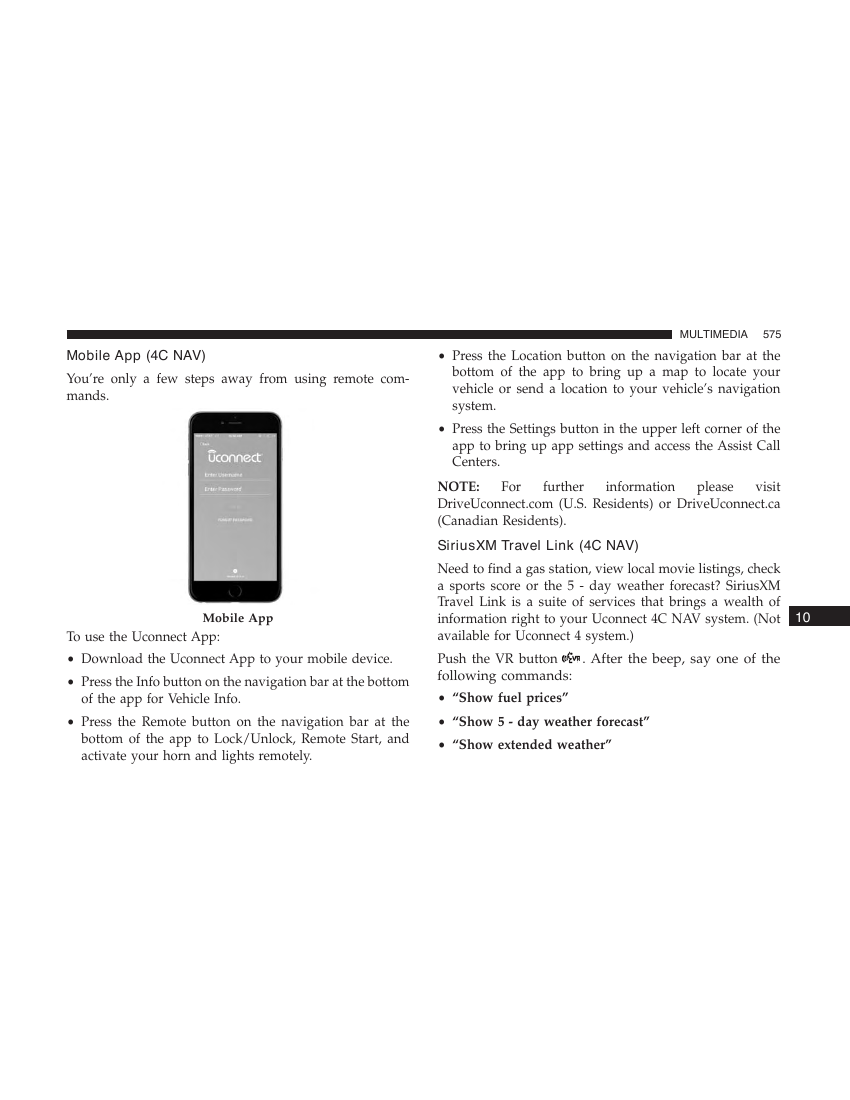 MULTIMEDIA 575
Mobile App (4C NAV)
You’re only a few steps away from using remote com-
mands.
uconnect
Enter Username
Enter Password
Mobile App
To use the Uconnect App:
• Download the Uconnect App to your mobile device.
• Press the Info button on the navigation bar at the bottom
of the app for Vehicle Info.
• Press the Remote button on the navigation bar at the
bottom of the app to Lock/Unlock, Remote Start, and
activate your horn and lights remotely.
• Press the Location button on the navigation bar at the
bottom of the app to bring up a map to locate your
vehicle or send a location to your vehicle’s navigation
system.
• Press the Settings button in the upper left corner of the
app to bring up app settings and access the Assist Call
Centers.
NOTE: For further information please visit
DriveUconnect.com (U.S. Residents) or DriveUconnect.ca
(Canadian Residents).
SiriusXM Travel Link (4C NAV)
Need to find a gas station, view local movie listings, check
a sports score or the 5 - day weather forecast? SiriusXM
Travel Link is a suite of services that brings a wealth of
information right to your Uconnect 4C NAV system. (Not
available for Uconnect 4 system.)
Push the VR button VR. After the beep, say one of the
following commands:
• “Show fuel prices”
• “Show 5 - day weather forecast”
• “Show extended weather”
10